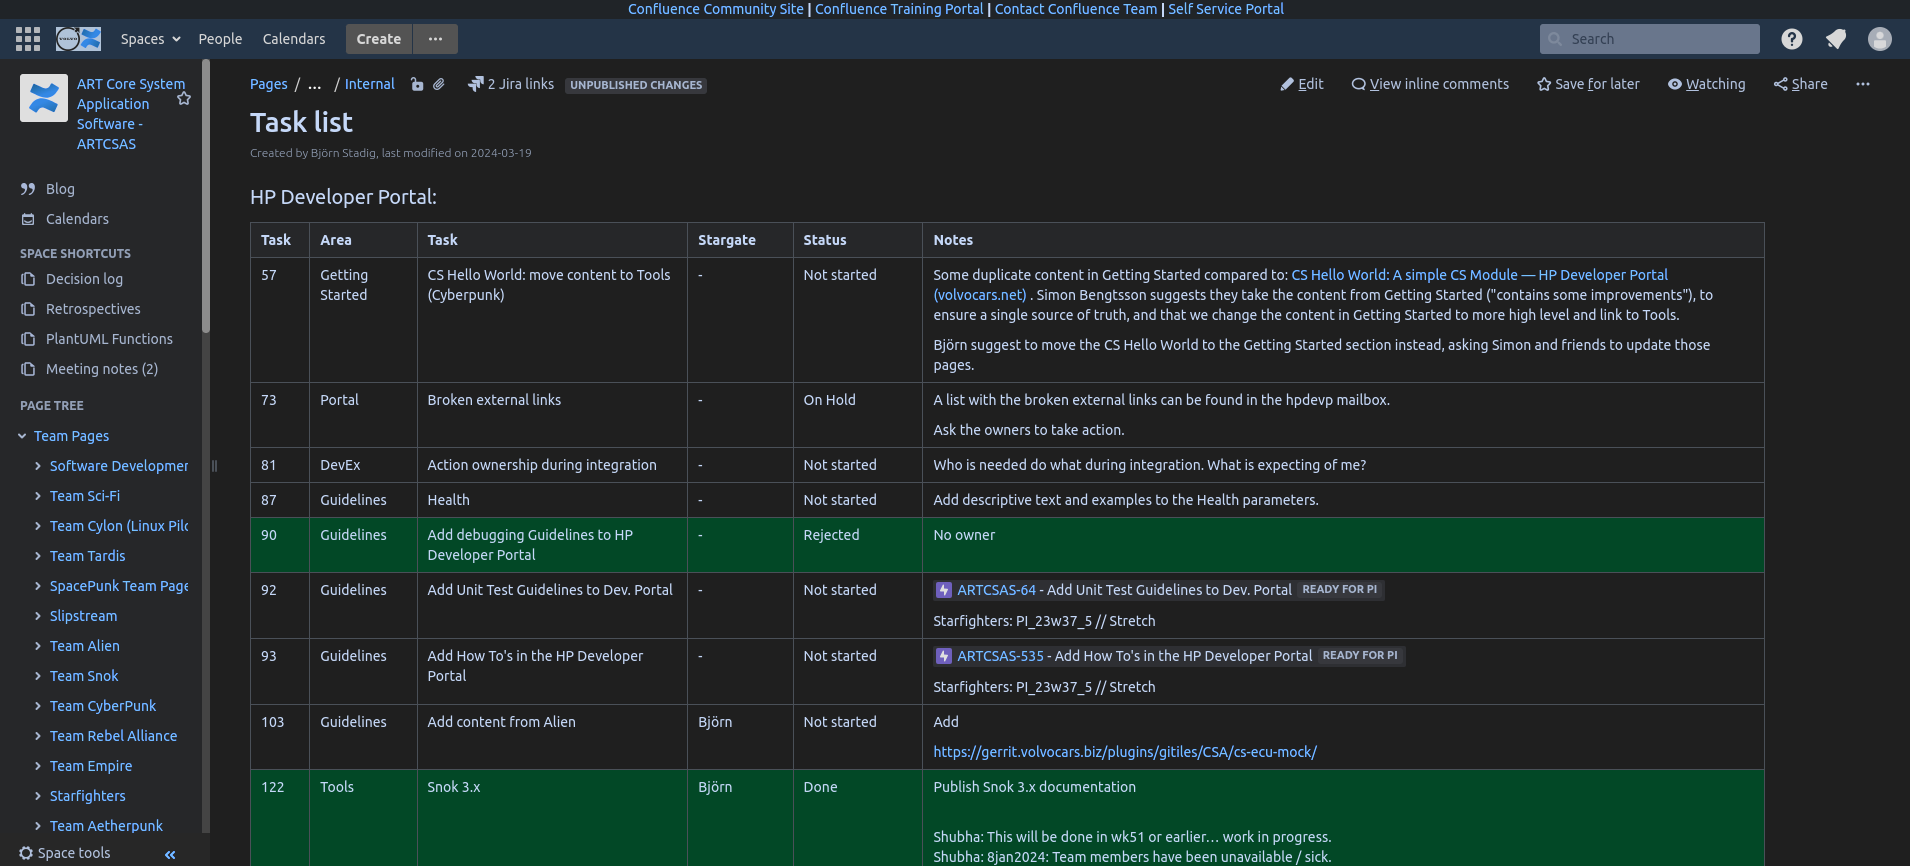 Confluence Community Site | Confluence Training Portal | Contact Confluence Team | Self Service Portal
Spaces People Calendars Create ··· Search
ART Core System
Application
Software -
ARTCSAS
Blog
Calendars
SPACE SHORTCUTS
Decision log
Retrospectives
PlantUML Functions
Meeting notes (2)
PAGE TREE
Team Pages
Software Developmen
Team Sci-Fi
Team Cylon (Linux Pilo
Team Tardis
SpacePunk Team Page
Slipstream
Team Alien
Team Snok
Team CyberPunk
Team Rebel Alliance
Team Empire
Starfighters
Team Aetherpunk
Space tools «
Pages / ... / Internal 2 Jira links UNPUBLISHED CHANGES
Edit View inline comments Save for later Watching Share ···
Task list
Created by Björn Stadig, last modified on 2024-03-19
HP Developer Portal:
Task Area Task Stargate Status Notes
57 Getting Started CS Hello World: move content to Tools (Cyberpunk) - Not started Some duplicate content in Getting Started compared to: CS Hello World: A simple CS Module — HP Developer Portal
(volvocars.net) . Simon Bengtsson suggests they take the content from Getting Started ("contains some improvements"), to
ensure a single source of truth, and that we change the content in Getting Started to more high level and link to Tools.
Björn suggest to move the CS Hello World to the Getting Started section instead, asking Simon and friends to update those
pages.
73 Portal Broken external links - On Hold A list with the broken external links can be found in the hpdevp mailbox.
Ask the owners to take action.
81 DevEx Action ownership during integration - Not started Who is needed do what during integration. What is expecting of me?
87 Guidelines Health - Not started Add descriptive text and examples to the Health parameters.
90 Guidelines Add debugging Guidelines to HP Developer Portal - Rejected No owner
92 Guidelines Add Unit Test Guidelines to Dev. Portal - Not started ARTCSAS-64 - Add Unit Test Guidelines to Dev. Portal READY FOR PI
Starfighters: PI_23w37_5 // Stretch
93 Guidelines Add How To's in the HP Developer Portal - Not started ARTCSAS-535 - Add How To's in the HP Developer Portal READY FOR PI
Starfighters: PI_23w37_5 // Stretch
103 Guidelines Add content from Alien Björn Not started Add
https://gerrit.volvocars.biz/plugins/gitiles/CSA/cs-ecu-mock/
122 Tools Snok 3.x Björn Done Publish Snok 3.x documentation
Shubha: This will be done in wk51 or earlier... work in progress.
Shubha: 8jan2024: Team members have been unavailable / sick.